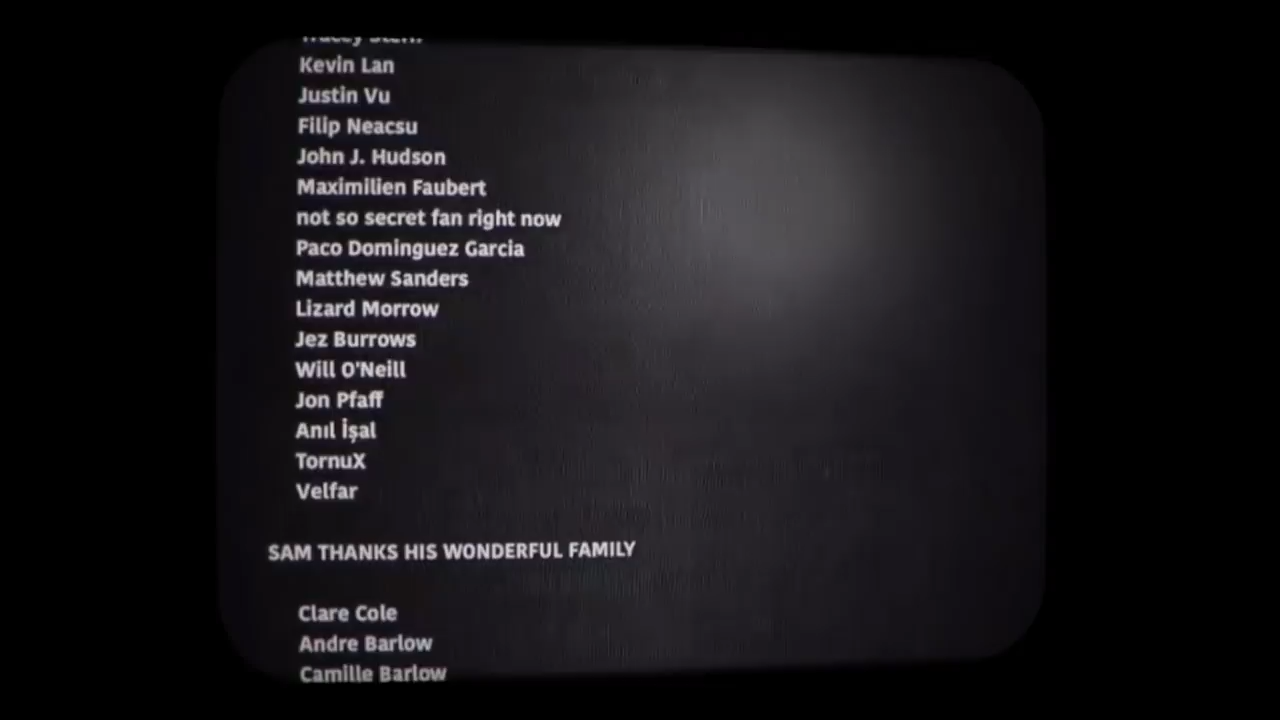 Kevin Lan
Justin Vu
Filip Neacsu
John J. Hudson
Maximilien Faubert
not so secret fan right now
Paco Dominguez Garcia
Matthew Sanders
Lizard Morrow
Jez Burrows
Will O'Neill
Jon Pfaff
Anıl İşal
TornuX
Velfar
SAM THANKS HIS WONDERFUL FAMILY
Clare Cole
Andre Barlow
Camille Barlow